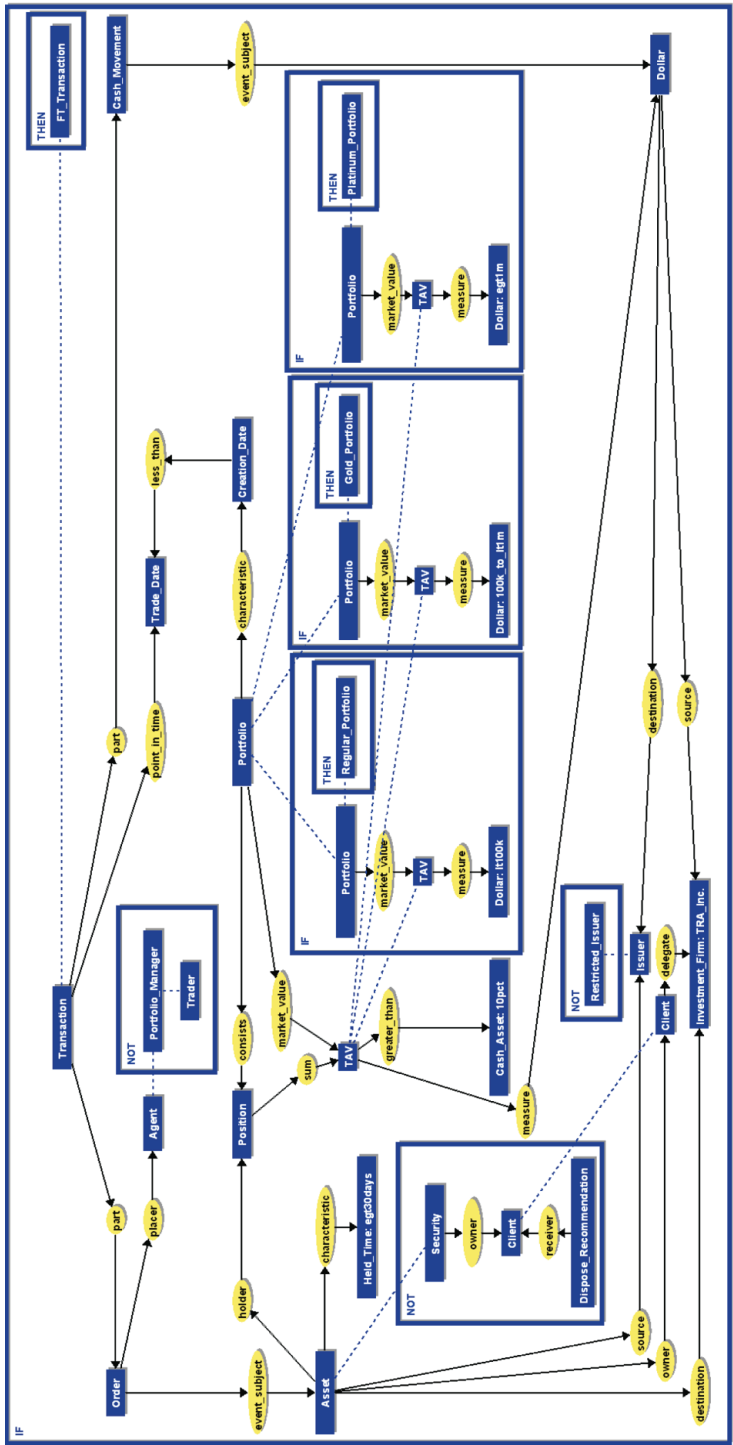 IF
THEN
FT_Transaction
Transaction
part
part
Cash_Movement
Order
placer
Agent
NOT
Portfolio_Manager
Trader
point_in_time
Trade_Date
less_than
Creation_Date
event_subject
event_subject
Asset
holder
Position
consists
Portfolio
characteristic
market_value
sum
TAV
greater_than
Cash_Asset: 10pct
measure
characteristic
Held_Time: egt30days
IF
THEN
Portfolio
Regular_Portfolio
market_value
TAV
measure
Dollar: lt100k
IF
THEN
Portfolio
Gold_Portfolio
market_value
TAV
measure
Dollar: 100k_to_lt1m
IF
THEN
Portfolio
Platinum_Portfolio
market_value
TAV
measure
Dollar: egt1m
NOT
Security
owner
Client
receiver
Dispose_Recommendation
NOT
Restricted_Issuer
source
Issuer
destination
Dollar
owner
Client
delegate
source
destination
Investment_Firm: TRA_Inc.